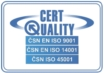 CERT
QUALITY
ČSN EN ISO 9001
ČSN EN ISO 14001
ČSN ISO 45001